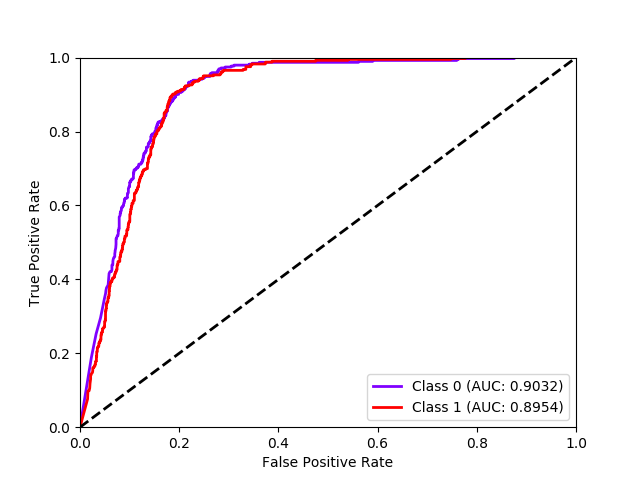 1.0
0.8
0.6
0.4
0.2
0.0
True Positive Rate
0.0 0.2 0.4 0.6 0.8 1.0
False Positive Rate
Class 0 (AUC: 0.9032)
Class 1 (AUC: 0.8954)